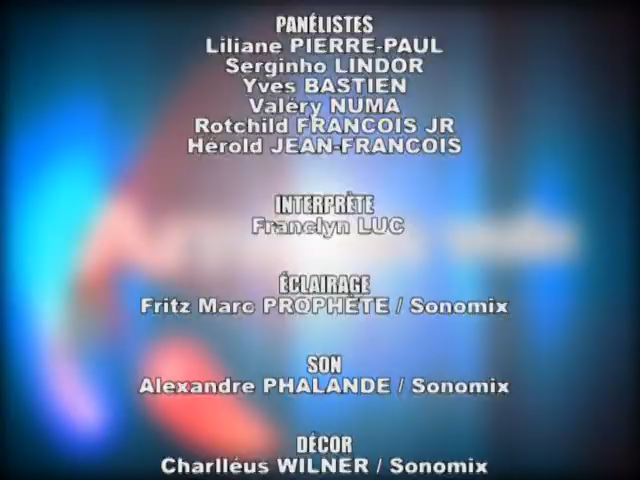 PANÉLISTES
Liliane PIERRE-PAUL
Serginho LINDOR
Yves BASTIEN
Valéry NUMA
Rotchild FRANCOIS JR
Hérold JEAN-FRANCOIS
INTERPRÈTE
Franclyn LUC
ÉCLAIRAGE
Fritz Marc PROPHÈTE / Sonomix
SON
Alexandre PHALANDE / Sonomix
DÉCOR
Charlléus WILNER / Sonomix